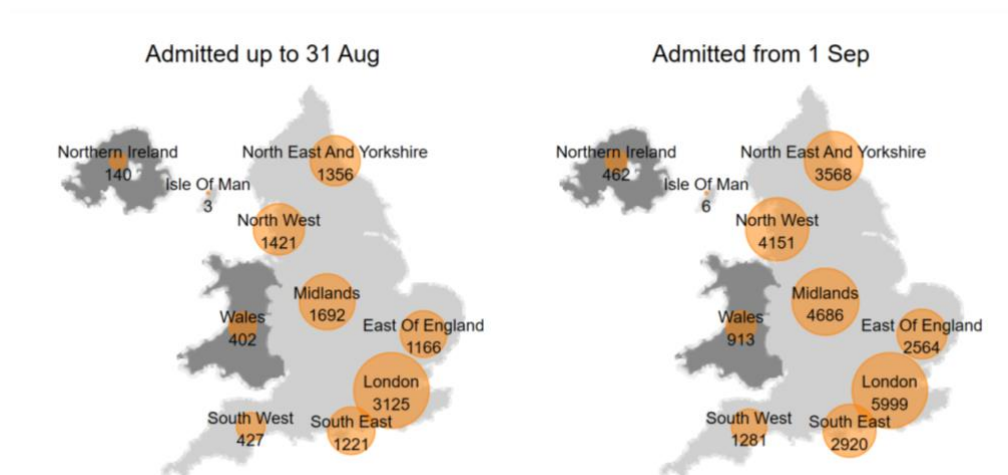 Admitted up to 31 Aug
Northern Ireland
140
Isle Of Man
3
North East And Yorkshire
1356
North West
1421
Midlands
1692
Wales
402
East Of England
1166
London
3125
South West
427
South East
1221
Admitted from 1 Sep
Northern Ireland
462
Isle Of Man
6
North East And Yorkshire
3568
North West
4151
Midlands
4686
Wales
913
East Of England
2564
London
5999
South West
1281
South East
2920